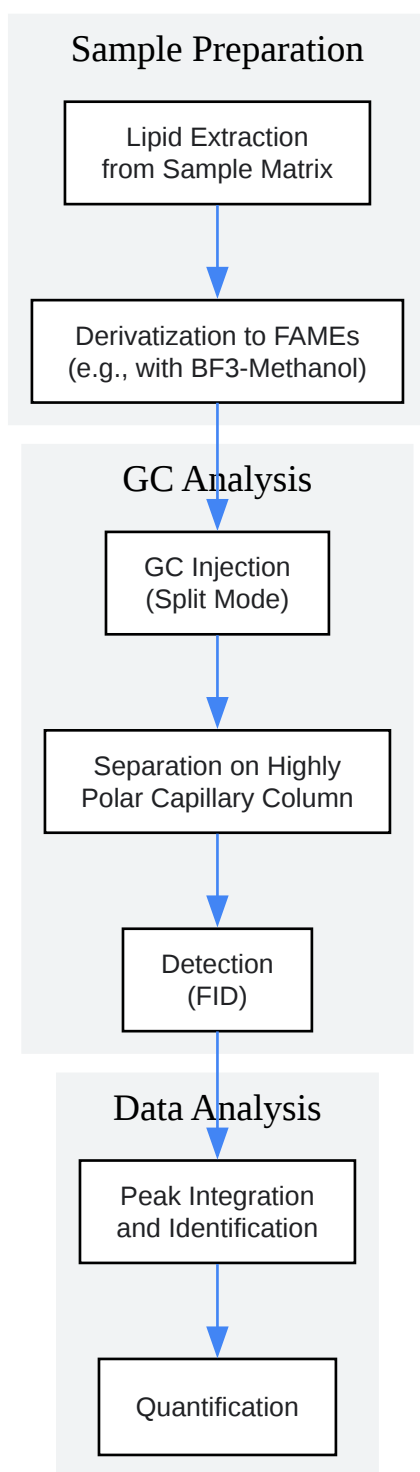 Sample Preparation
Lipid Extraction
from Sample Matrix
Derivatization to FAMEs
(e.g., with BF3-Methanol)
GC Analysis
GC Injection
(Split Mode)
Separation on Highly
Polar Capillary Column
Detection
(FID)
Data Analysis
Peak Integration
and Identification
Quantification